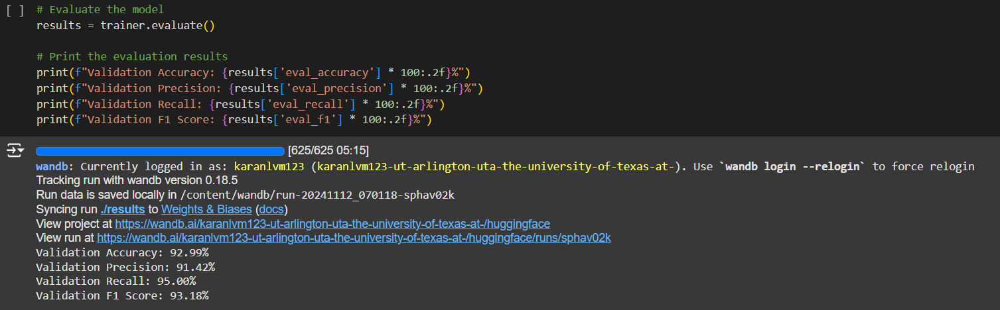 [ ] # Evaluate the model
results = trainer.evaluate()
# Print the evaluation results
print(f"Validation Accuracy: {results['eval_accuracy'] * 100:.2f}%")
print(f"Validation Precision: {results['eval_precision'] * 100:.2f}%")
print(f"Validation Recall: {results['eval_recall'] * 100:.2f}%")
print(f"Validation F1 Score: {results['eval_f1'] * 100:.2f}%")
[625/625 05:15]
wandb: Currently logged in as: karanlvm123 (karanlvm123-ut-arlington-uta-the-university-of-texas-at-). Use `wandb login --relogin` to force relogin
Tracking run with wandb version 0.18.5
Run data is saved locally in /content/wandb/run-20241112_070118-sphav02k
Syncing run ./results to Weights & Biases (docs)
View project at https://wandb.ai/karanlvm123-ut-arlington-uta-the-university-of-texas-at-/huggingface
View run at https://wandb.ai/karanlvm123-ut-arlington-uta-the-university-of-texas-at-/huggingface/runs/sphav02k
Validation Accuracy: 92.99%
Validation Precision: 91.42%
Validation Recall: 95.00%
Validation F1 Score: 93.18%